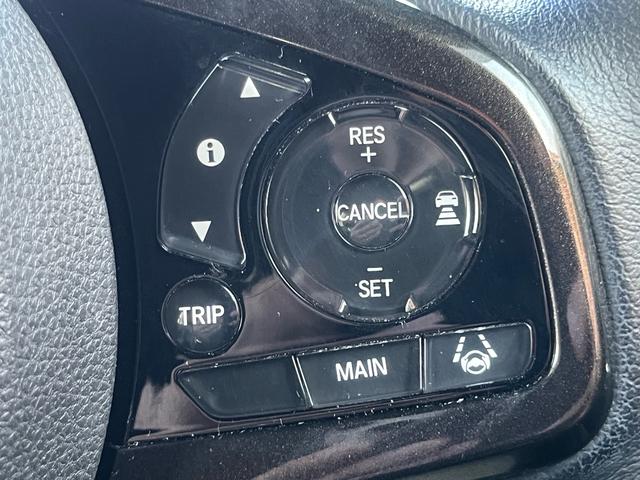 RES
+
CANCEL
−
SET
TRIP
MAIN